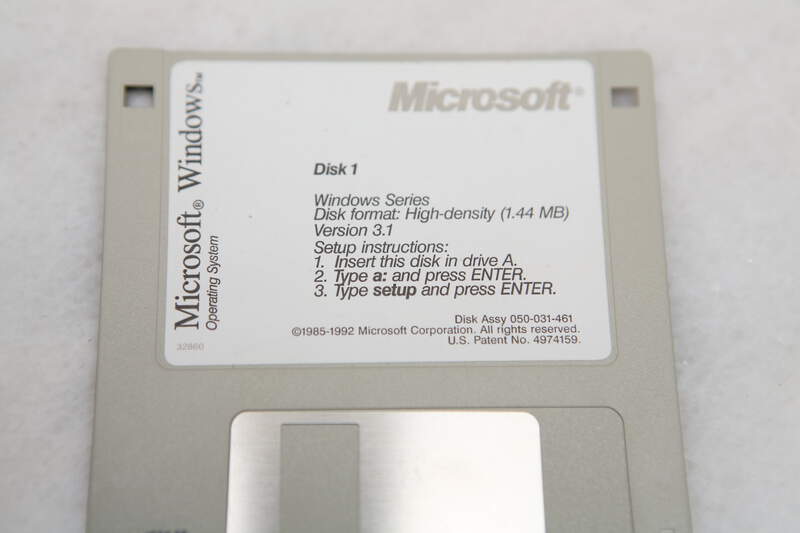 Microsoft®
Microsoft® Windows™
Operating System
Disk 1
Windows Series
Disk format: High-density (1.44 MB)
Version 3.1
Setup instructions:
1. Insert this disk in drive A.
2. Type a: and press ENTER.
3. Type setup and press ENTER.
Disk Assy 050-031-461
©1985-1992 Microsoft Corporation. All rights reserved.
U.S. Patent No. 4974159.
32860